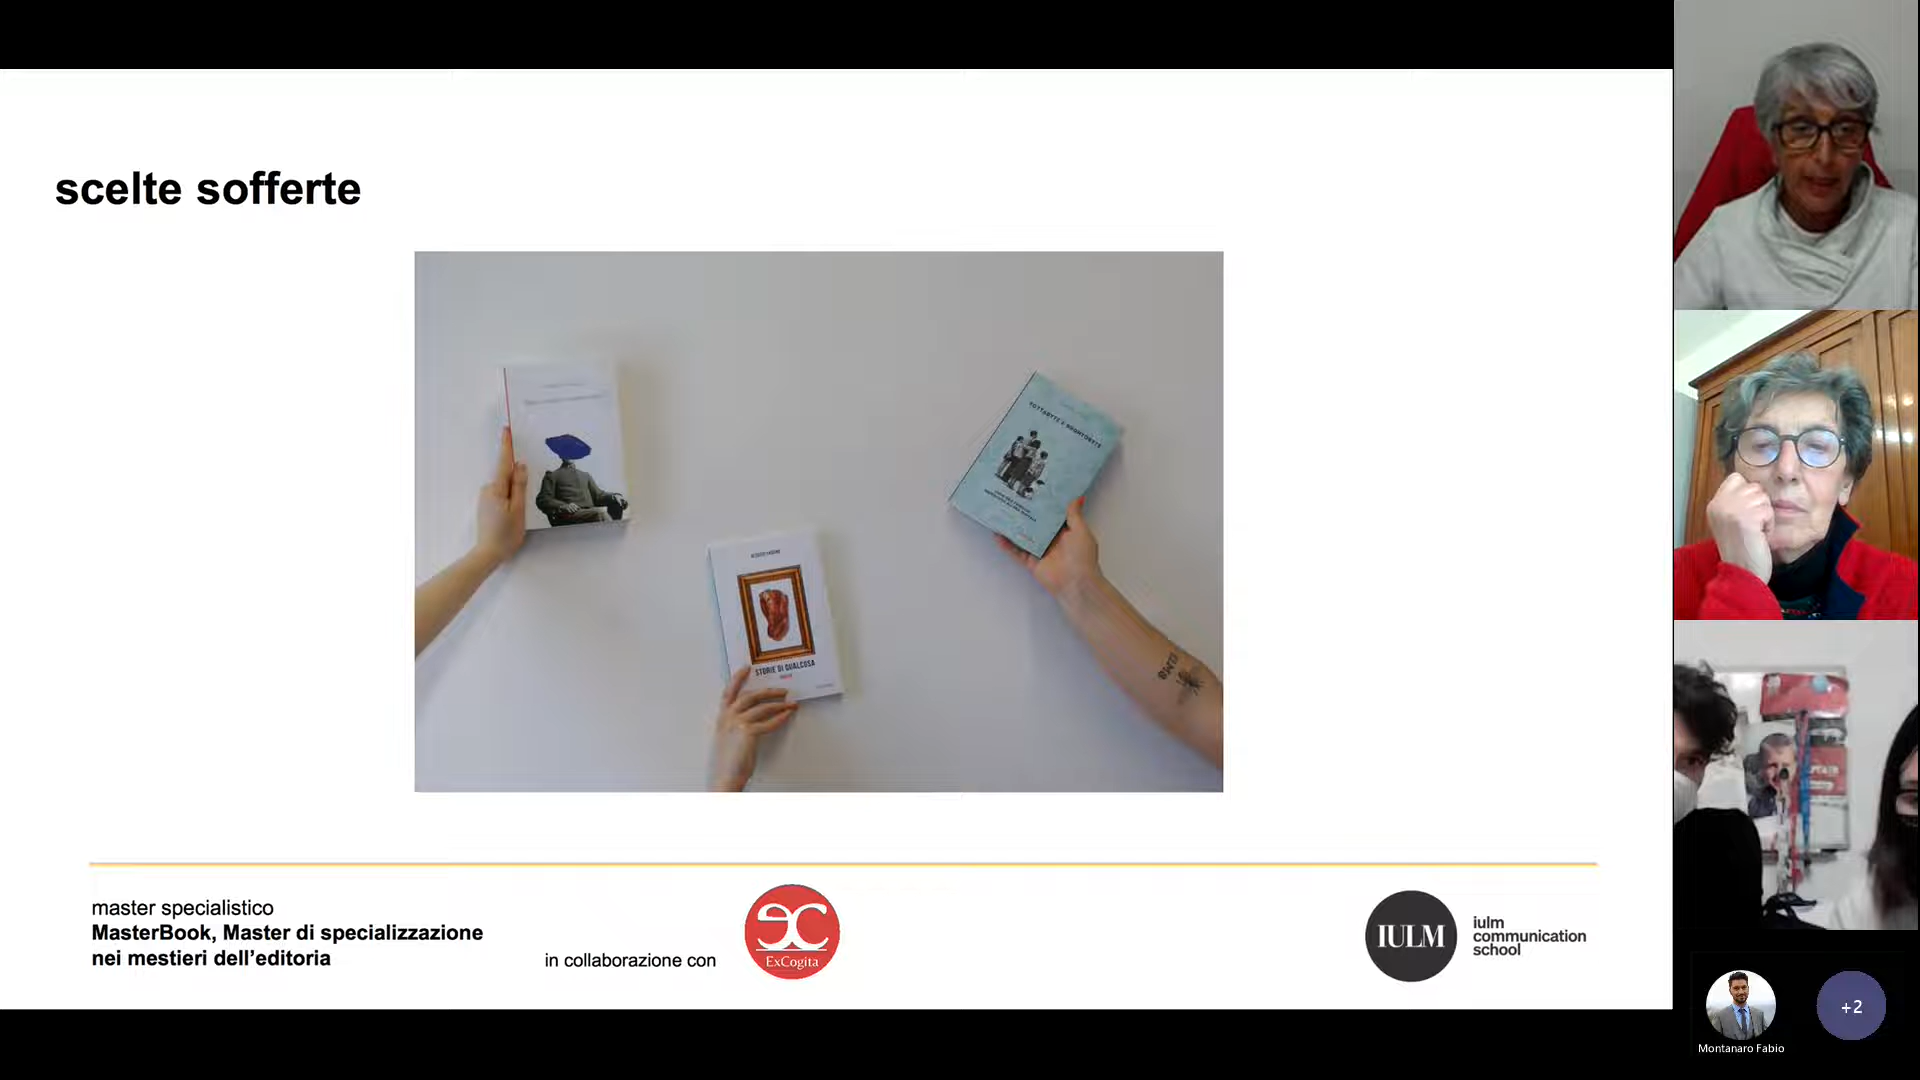 scelte sofferte
STORIE DI QUALCOSA
master specialistico
MasterBook, Master di specializzazione
nei mestieri dell'editoria
in collaborazione con
ExCogita
IULM
iulm
communication
school
+2
Montanaro Fabio